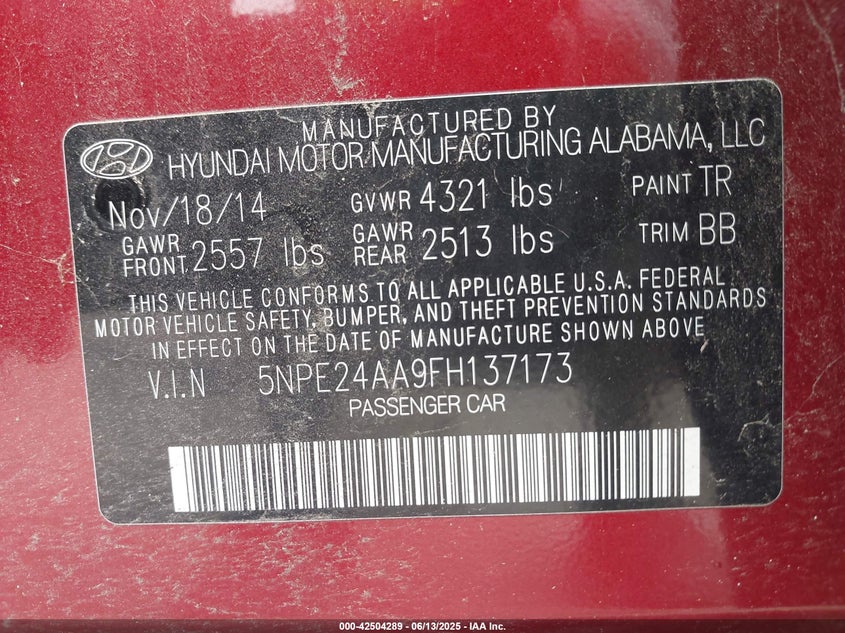 MANUFACTURED BY
HYUNDAI MOTOR MANUFACTURING ALABAMA, LLC
Nov/18/14 GVWR 4321 lbs PAINT TR
GAWR FRONT 2557 lbs GAWR REAR 2513 lbs TRIM BB
THIS VEHICLE CONFORMS TO ALL APPLICABLE U.S.A. FEDERAL
MOTOR VEHICLE SAFETY, BUMPER, AND THEFT PREVENTION STANDARDS
IN EFFECT ON THE DATE OF MANUFACTURE SHOWN ABOVE
V.I.N 5NPE24AA9FH137173
PASSENGER CAR
000-42504289 - 06/13/2025 - IAA Inc.